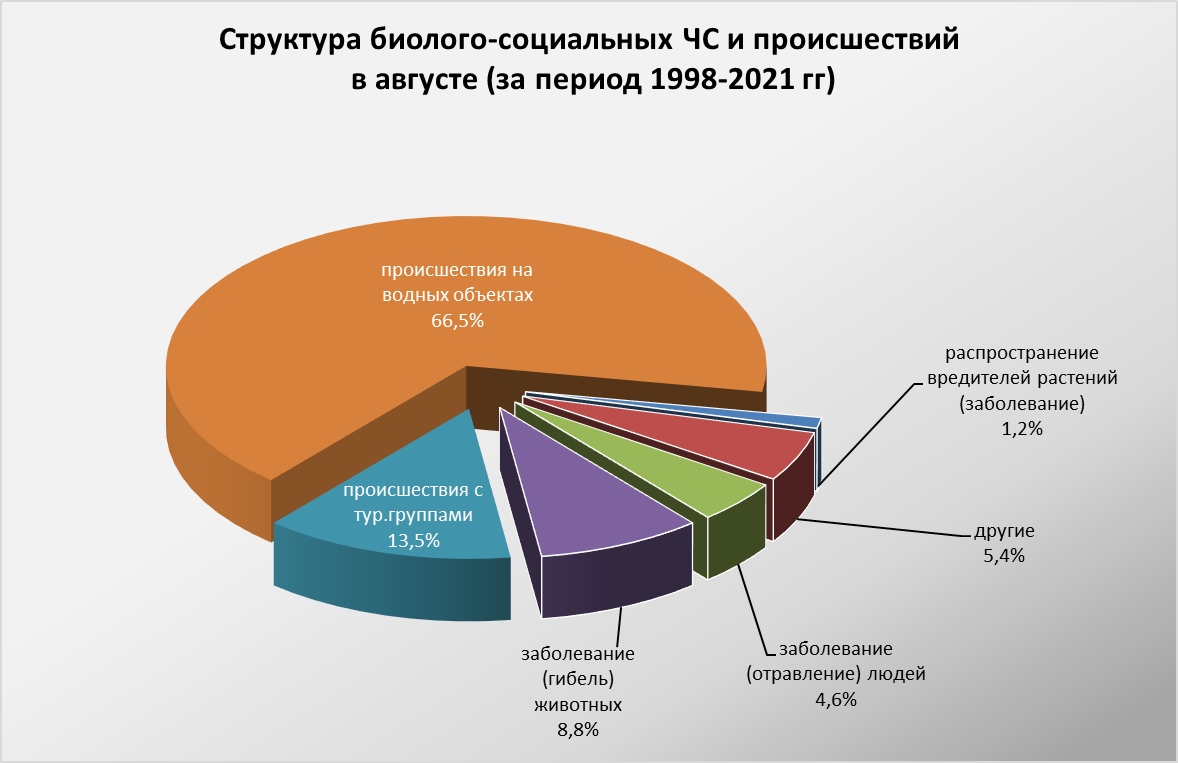 Структура биолого-социальных ЧС и происшествий
в августе (за период 1998-2021 гг)
происшествия на
водных объектах
66,5%
распространение
вредителей растений
(заболевание)
1,2%
другие
5,4%
заболевание
(отравление) людей
4,6%
заболевание
(гибель)
животных
8,8%
происшествия с
тур.группами
13,5%